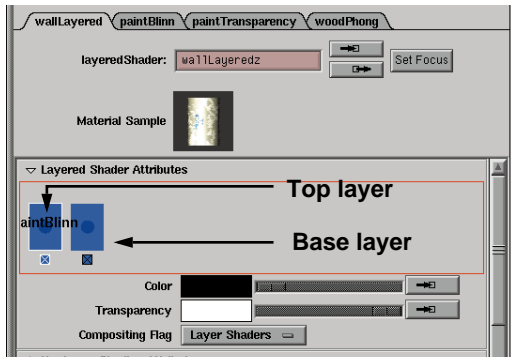 wallLayered paintBlinn paintTransparency woodPhong
layeredShader: wallLayeredz Set Focus
Material Sample
Layered Shader Attributes
Top layer
aintBlinn
Base layer
Color
Transparency
Compositing Flag Layer Shaders